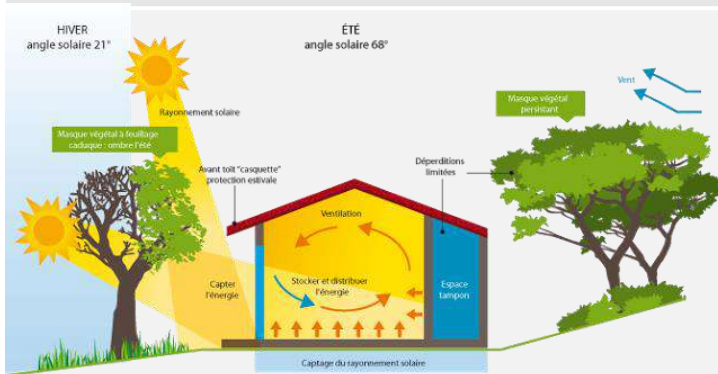 HIVER
angle solaire 21°
ÉTÉ
angle solaire 68°
Rayonnement solaire
Vent
Masque végétal
persistant
Masque végétal à feuillage
caduque : ombre l'été
Avant toit "casquette"
protection estivale
Déperditions
limitées
Ventilation
Capter
l'énergie
Stocker et distribuer
l'énergie
Espace
tampon
Captage du rayonnement solaire